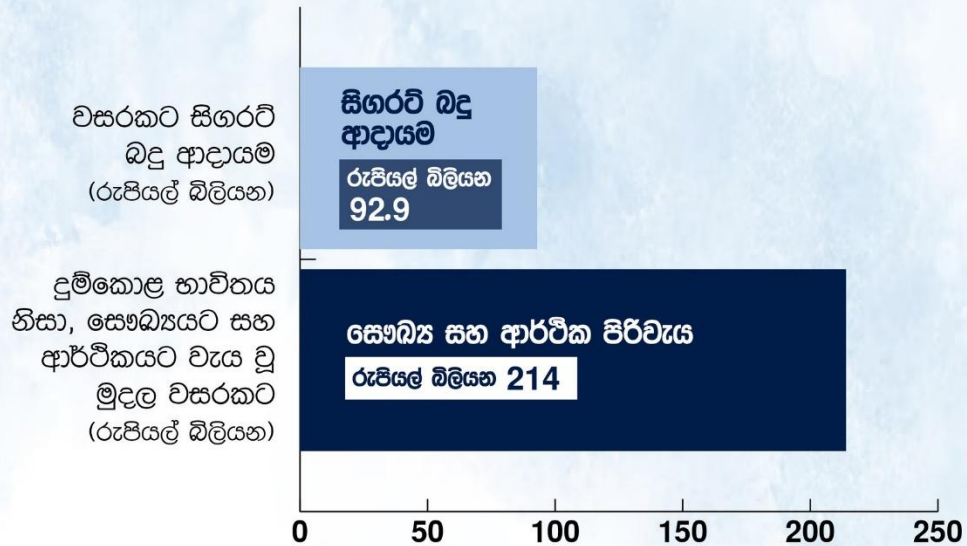 වසරකට සිගරට්
බදු ආදායම
(රුපියල් බිලියන)
සිගරට් බදු
ආදායම
රුපියල් බිලියන
92.9
දුම්කොළ භාවිතය
නිසා, සෞඛ්‍යයට සහ
ආර්ථිකයට වැය වූ
මුදල වසරකට
(රුපියල් බිලියන)
සෞඛ්‍ය සහ ආර්ථික පිරිවැය
රුපියල් බිලියන 214
0 50 100 150 200 250